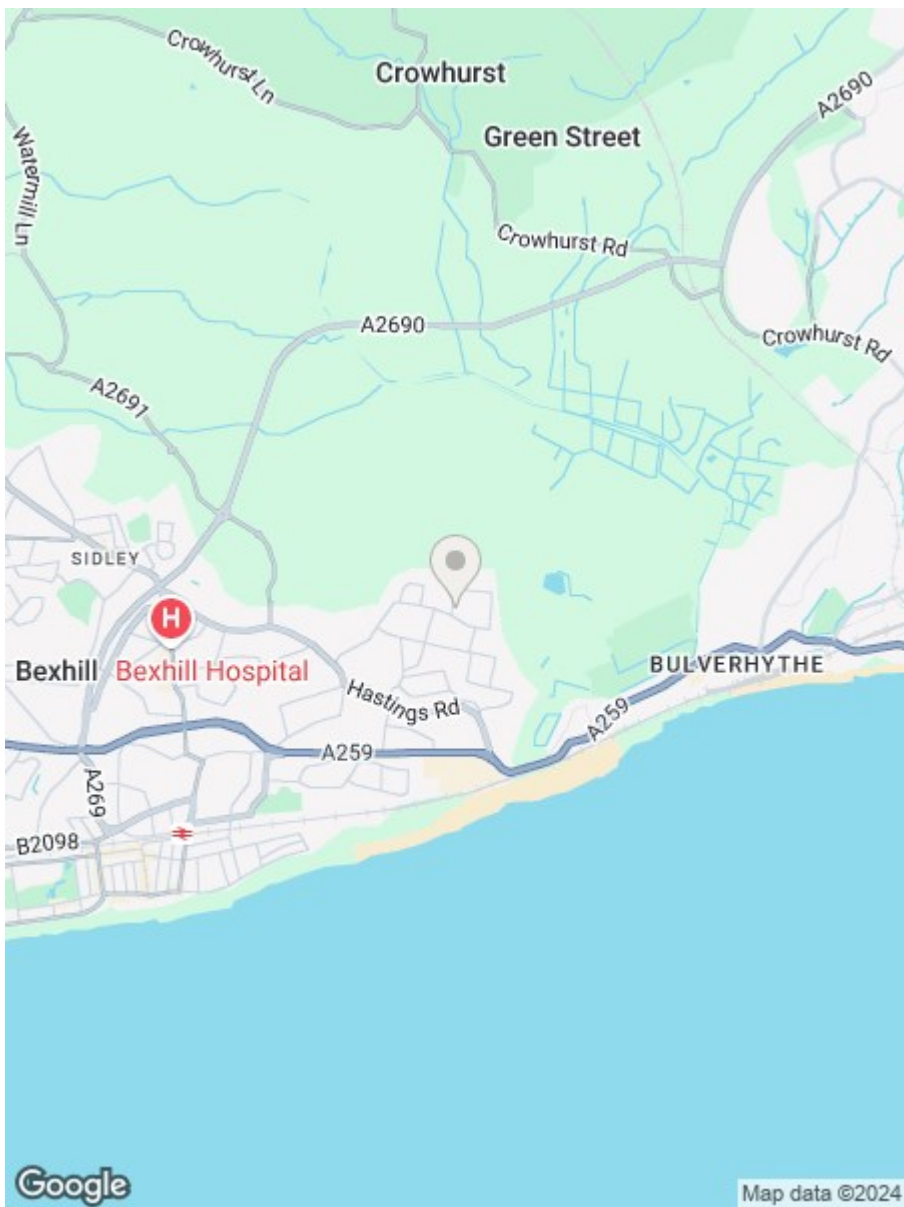 Crowhurst Ln
Crowhurst
A2690
Green Street
Watermill Ln
Crowhurst Rd
A2690
Crowhurst Rd
A2691
SIDLEY
H
Bexhill
Bexhill Hospital
BULVERHYTHE
Hastings Rd
A259
A259
A269
B2098
Google
Map data ©2024